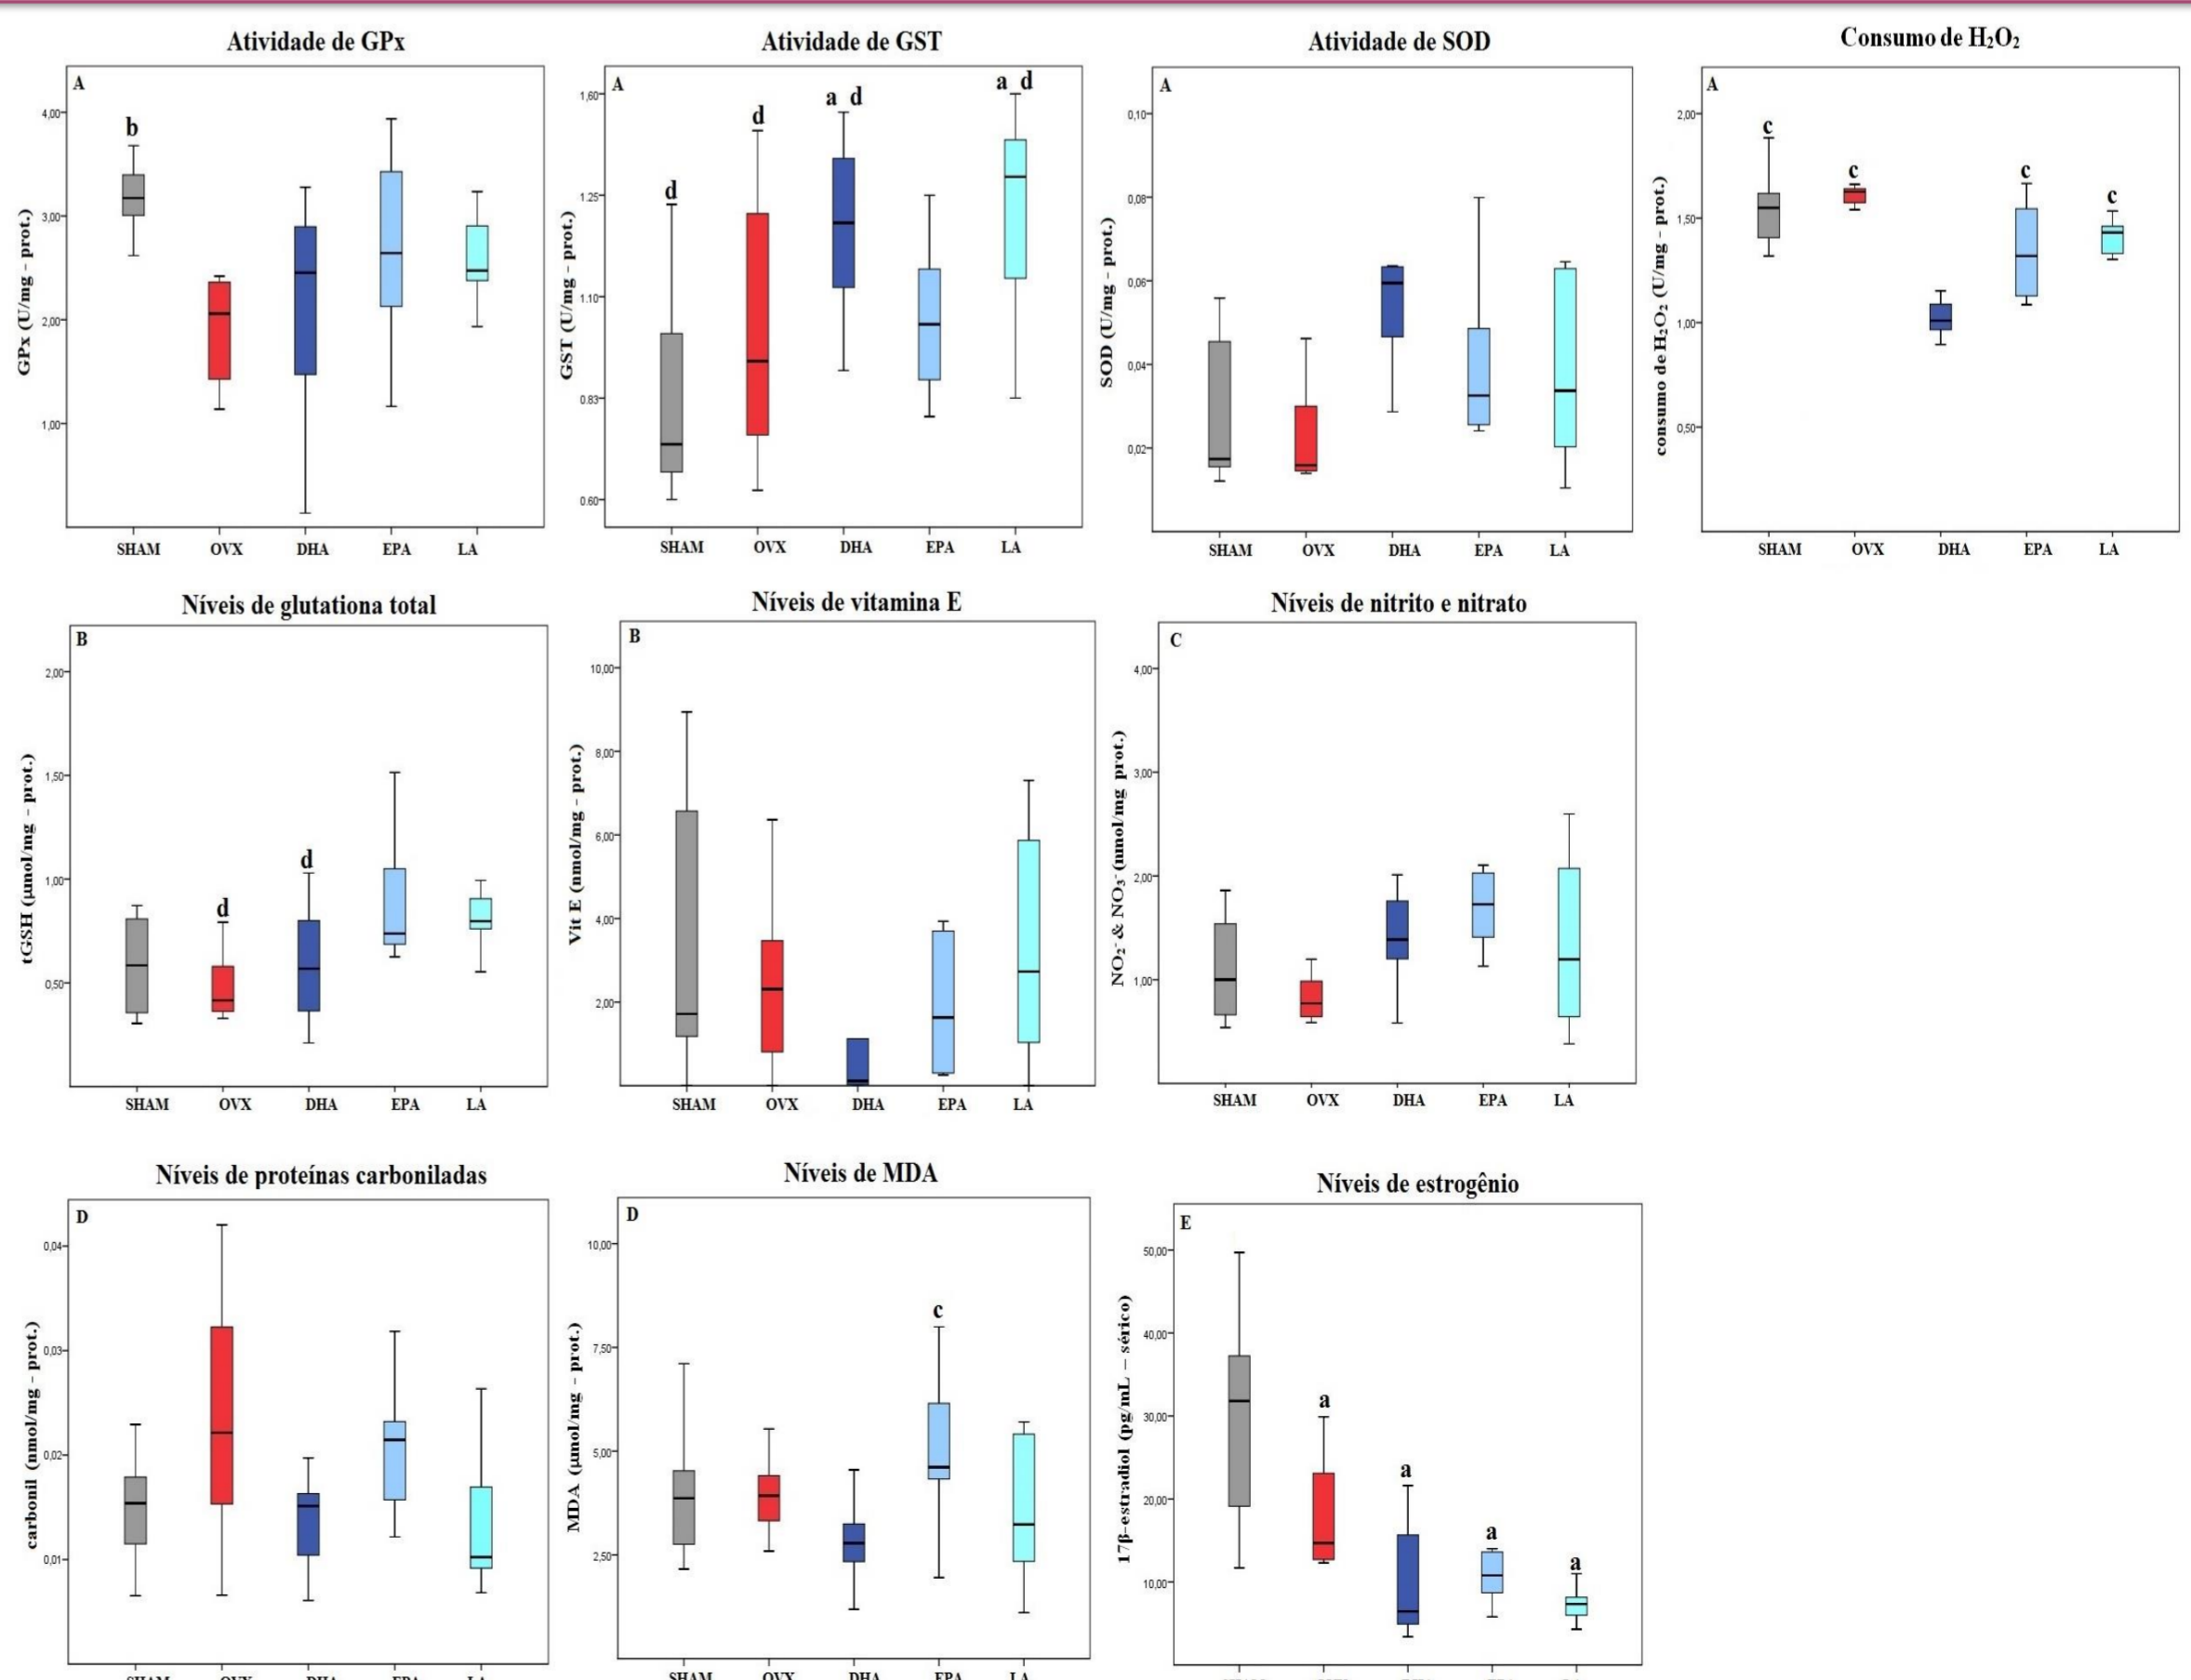 Atividade de GPx
A
b
4,00
3,00
2,00
1,00
GPx (U/mg - prot.)
SHAM OVX DHA EPA LA
Atividade de GST
A
d d a d a d
1,60
1.25
1.10
0.83
0.60
GST (U/mg - prot.)
SHAM OVX DHA EPA LA
Atividade de SOD
A
0,10
0,08
0,06
0,04
0,02
SOD (U/mg - prot.)
SHAM OVX DHA EPA LA
Consumo de H₂O₂
A
c c c c
2,00
1,50
1,00
0,50
consumo de H₂O₂ (U/mg - prot.)
SHAM OVX DHA EPA LA
Níveis de glutationa total
B
d d
2,00
1,50
1,00
0,50
tGSH (μmol/mg - prot.)
SHAM OVX DHA EPA LA
Níveis de vitamina E
B
10,00
8,00
6,00
4,00
2,00
Vit E (nmol/mg - prot.)
SHAM OVX DHA EPA LA
Níveis de nitrito e nitrato
C
4,00
3,00
2,00
1,00
NO₂⁻ & NO₃⁻ (nmol/mg prot.)
SHAM OVX DHA EPA LA
Níveis de proteínas carboniladas
D
0,04
0,03
0,02
0,01
carbonil (nmol/mg - prot.)
SHAM OVX DHA EPA LA
Níveis de MDA
D
c
10,00
7,50
5,00
2,50
MDA (μmol/mg - prot.)
SHAM OVX DHA EPA LA
Níveis de estrogênio
E
a a a a
50,00
40,00
30,00
20,00
10,00
17β-estradiol (pg/mL – sérico)